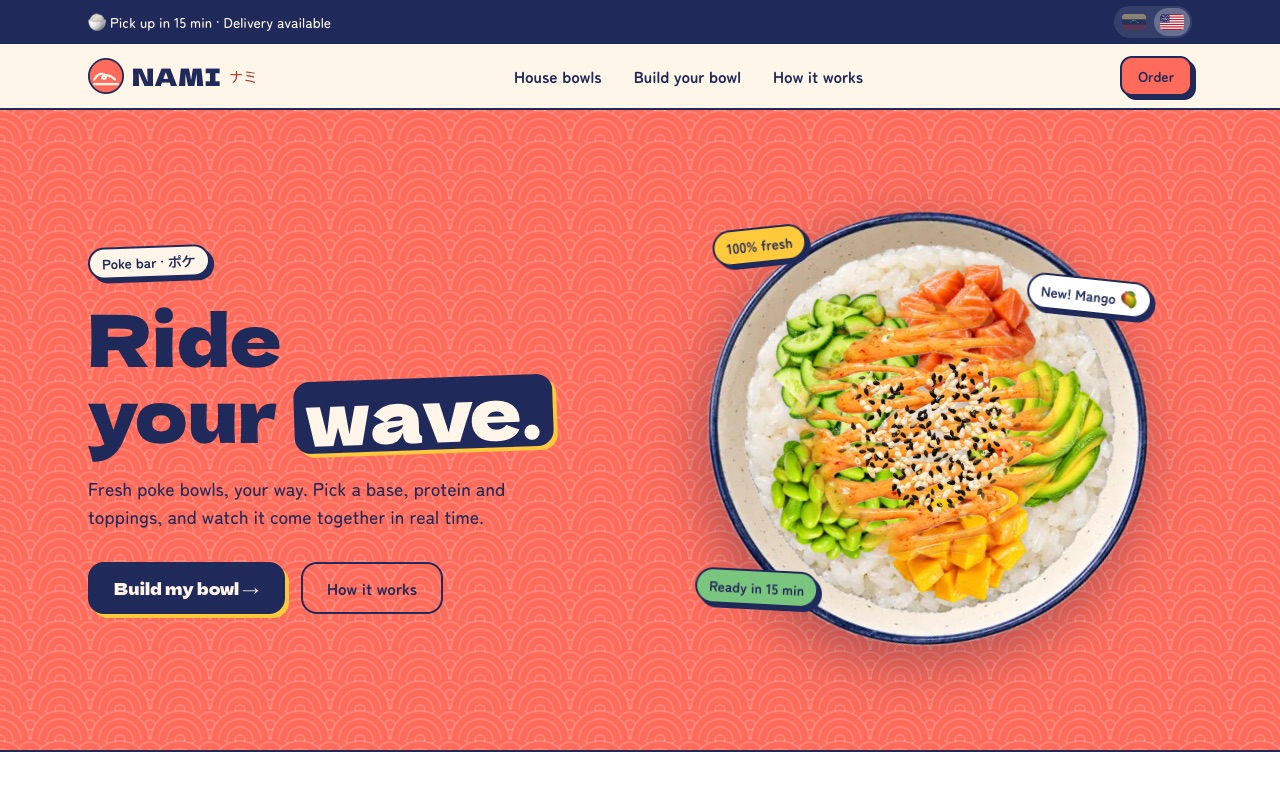 Pick up in 15 min · Delivery available
NAMI ナミ
House bowls
Build your bowl
How it works
Order
Poke bar · ポケ
Ride
your wave.
Fresh poke bowls, your way. Pick a base, protein and
toppings, and watch it come together in real time.
Build my bowl →
How it works
100% fresh
New! Mango 🥭
Ready in 15 min